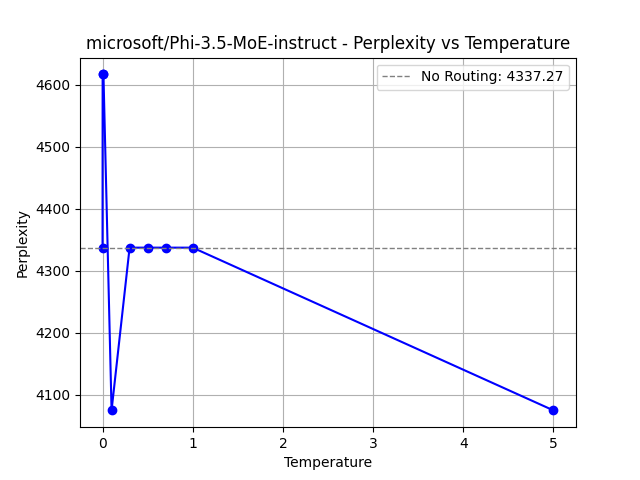 microsoft/Phi-3.5-MoE-instruct - Perplexity vs Temperature
No Routing: 4337.27
Perplexity
4600
4500
4400
4300
4200
4100
0 1 2 3 4 5
Temperature